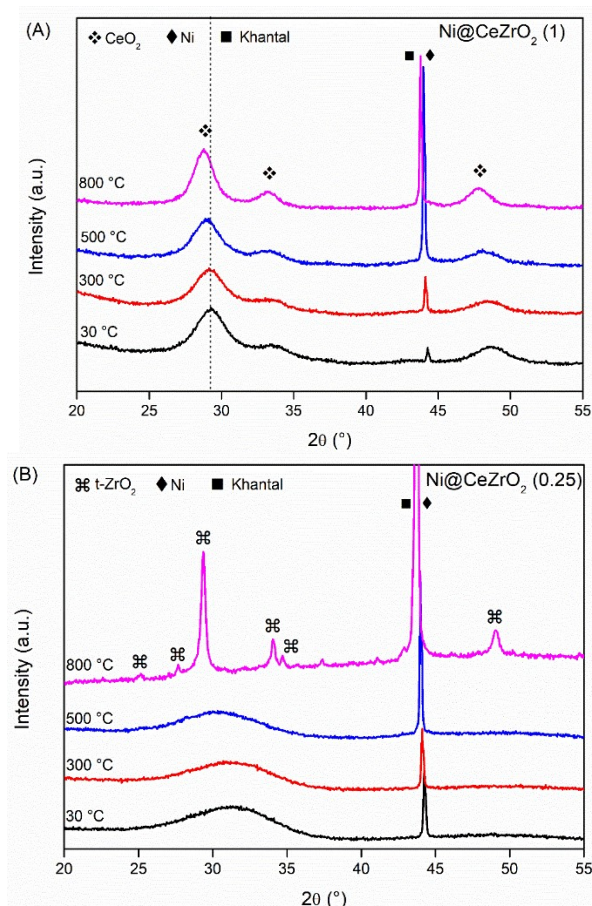 (A)
Ni@CeZrO₂ (1)
CeO₂ ♦ Ni ■ Khantal
■ ♦
800 °C
500 °C
300 °C
30 °C
Intensity (a.u.)
20 25 30 35 40 45 50 55
2θ (°)
(B)
Ni@CeZrO₂ (0.25)
⌘ t-ZrO₂ ♦ Ni ■ Khantal
■ ♦
⌘ ⌘ ⌘ ⌘ ⌘ ⌘
800 °C
500 °C
300 °C
30 °C
Intensity (a.u.)
20 25 30 35 40 45 50 55
2θ (°)